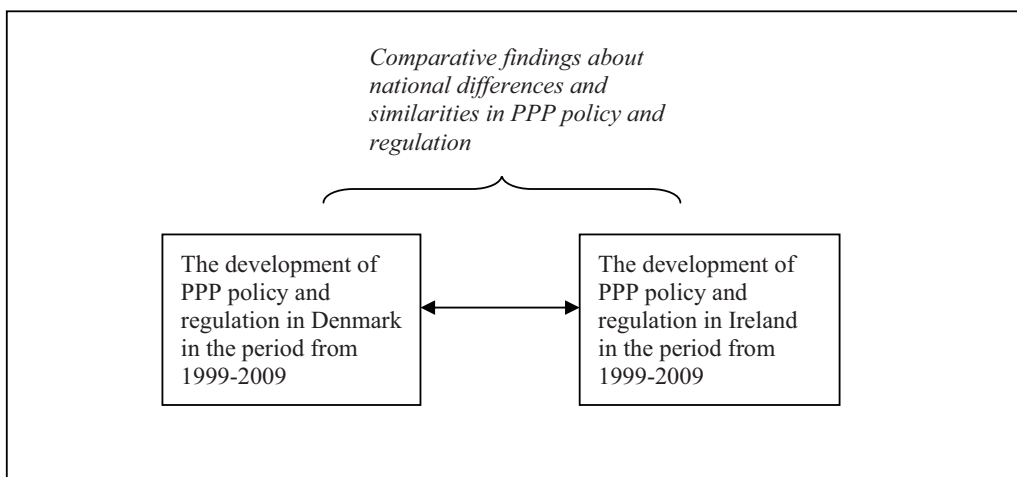 Comparative findings about
national differences and
similarities in PPP policy and
regulation
The development of
PPP policy and
regulation in Denmark
in the period from
1999-2009
The development of
PPP policy and
regulation in Ireland
in the period from
1999-2009